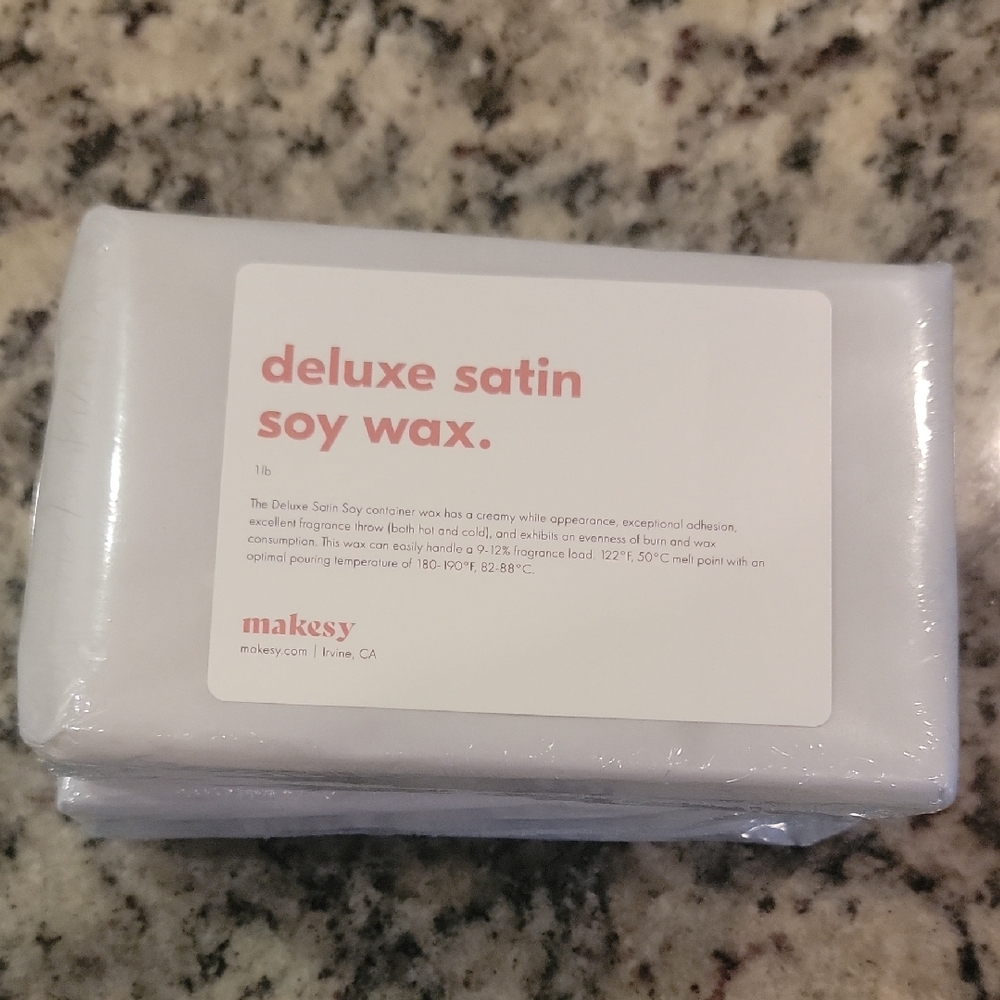 deluxe satin
soy wax.
1lb
The Deluxe Satin Soy container wax has a creamy white appearance, exceptional adhesion,
excellent fragrance throw (both hot and cold), and exhibits an evenness of burn and wax
consumption. This wax can easily handle a 9-12% fragrance load. 122°F, 50°C melt point with an
optimal pouring temperature of 180-190°F, 82-88°C.
makesy
makesy.com | Irvine, CA